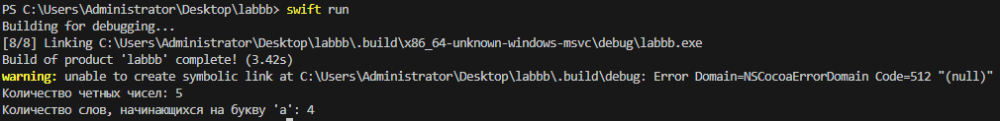 PS C:\Users\Administrator\Desktop\labbb> swift run
Building for debugging...
[8/8] Linking C:\Users\Administrator\Desktop\labbb\.build\x86_64-unknown-windows-msvc\debug\labbb.exe
Build of product 'labbb' complete! (3.42s)
warning: unable to create symbolic link at C:\Users\Administrator\Desktop\labbb\.build\debug: Error Domain=NSCocoaErrorDomain Code=512 "(null)"
Количество четных чисел: 5
Количество слов, начинающихся на букву 'а': 4